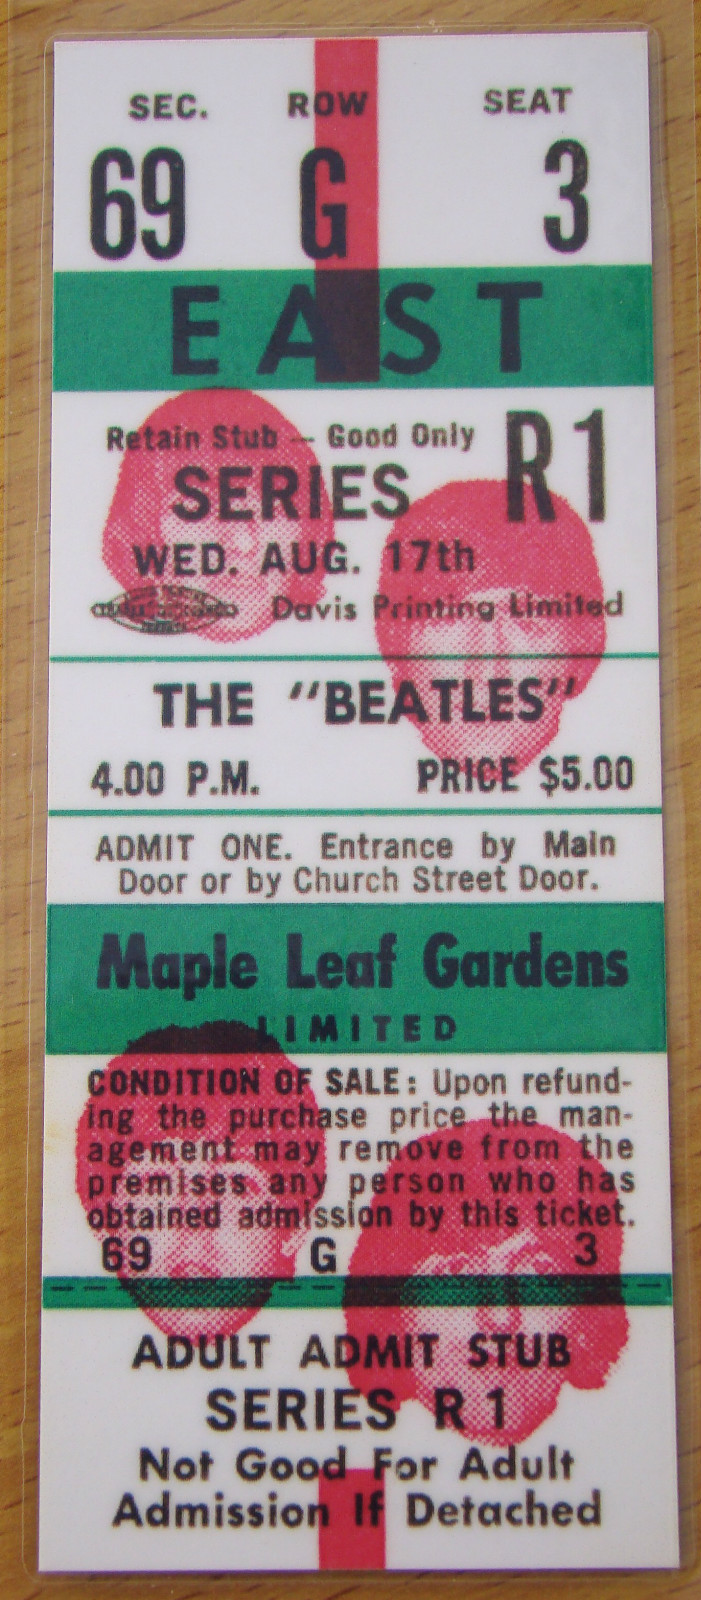 SEC. ROW SEAT
69 G 3
EAST
Retain Stub — Good Only
SERIES R1
WED. AUG. 17th
Davis Printing Limited
THE "BEATLES"
4.00 P.M. PRICE $5.00
ADMIT ONE. Entrance by Main
Door or by Church Street Door.
Maple Leaf Gardens
LIMITED
CONDITION OF SALE: Upon refund-
ing the purchase price the man-
agement may remove from the
premises any person who has
obtained admission by this ticket.
69 G 3
ADULT ADMIT STUB
SERIES R 1
Not Good For Adult
Admission If Detached